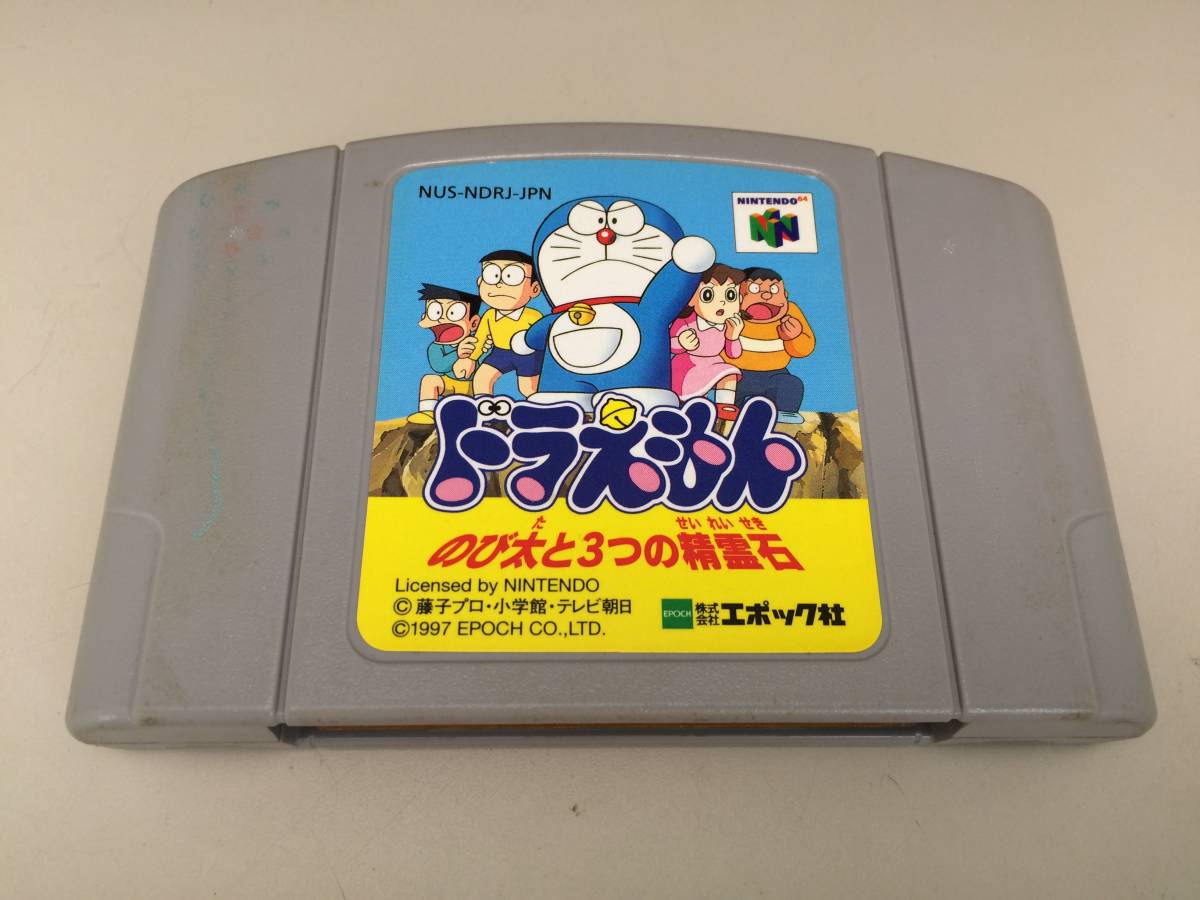 NUS-NDRJ-JPN
NINTENDO64
ドラえもん
のび太と3つの精霊石
た
せいれいせき
Licensed by NINTENDO
© 藤子プロ・小学館・テレビ朝日
©1997 EPOCH CO.,LTD.
EPOCH 株式会社エポック社